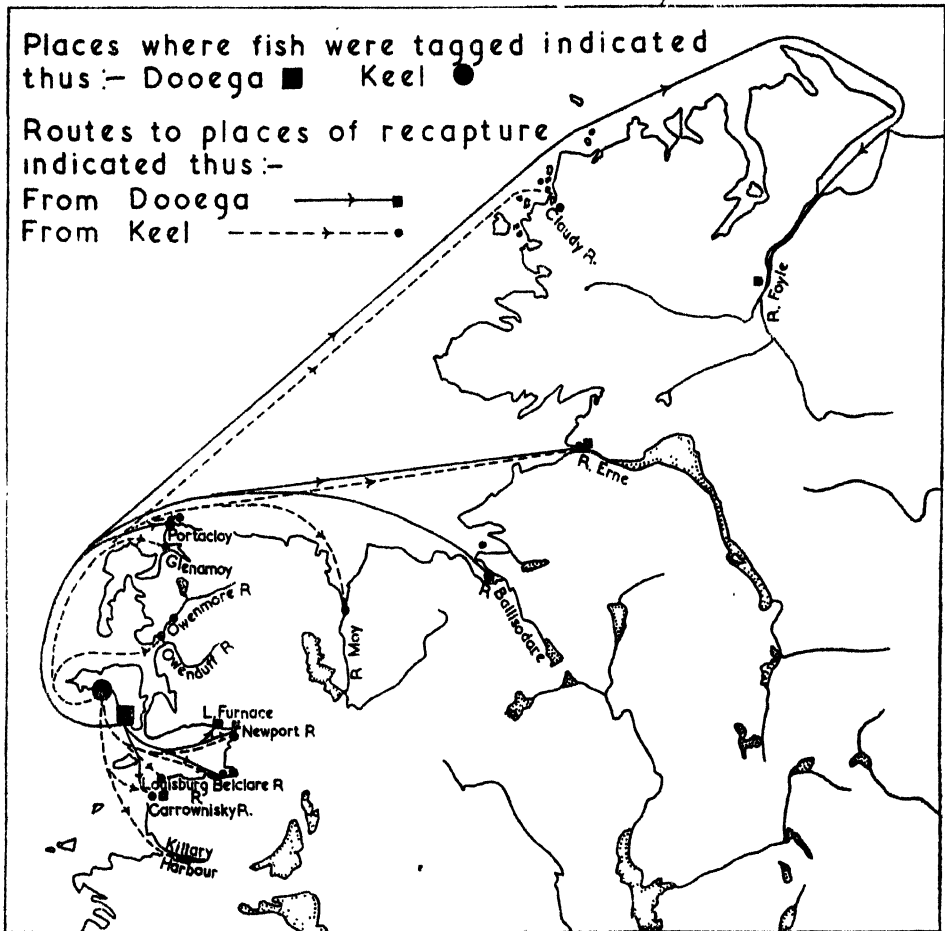 Places where fish were tagged indicated
thus:- Dooega Keel
Routes to places of recapture
indicated thus:-
From Dooega
From Keel
Claudy R.
R. Foyle
R. Erne
Portacloy
Glenamoy
Owenmore R
Owenduff R
R Moy
R Ballisodare
L. Furnace
Newport R
Louisburg Belclare R
R
Carrownisky R.
Killary
Harbour